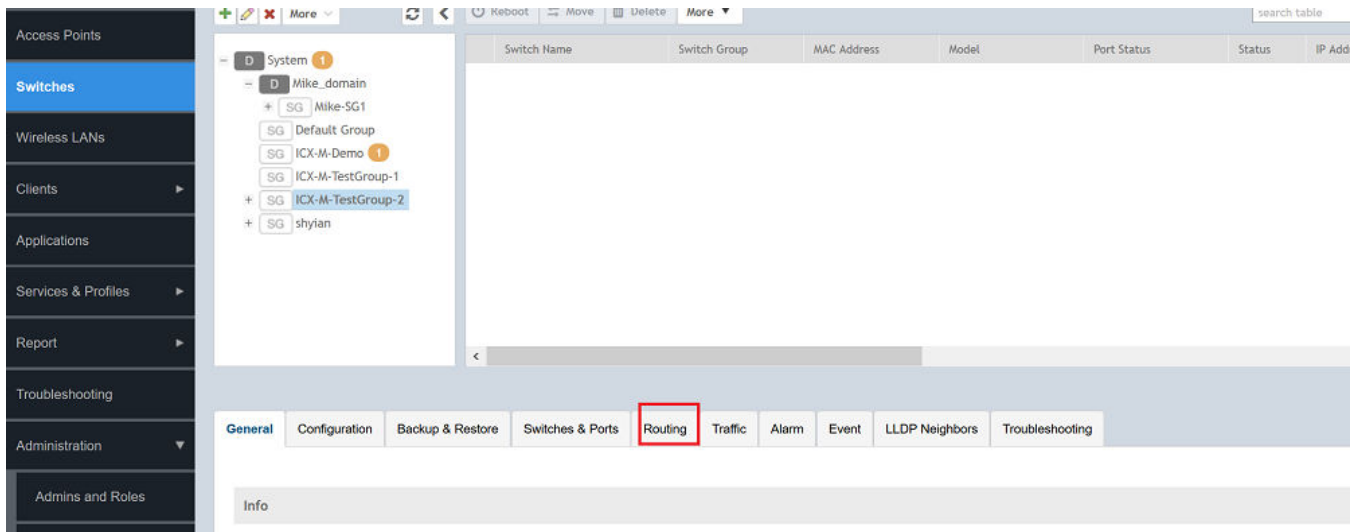 More
Reboot
Move
Delete
More
search table
Access Points
Switches
Wireless LANs
Clients
Applications
Services & Profiles
Report
Troubleshooting
Administration
Admins and Roles
D System 1
D Mike_domain
SG Mike-SG1
SG Default Group
SG ICX-M-Demo 1
SG ICX-M-TestGroup-1
SG ICX-M-TestGroup-2
SG shyian
Switch Name Switch Group MAC Address Model Port Status Status IP Add
General Configuration Backup & Restore Switches & Ports Routing Traffic Alarm Event LLDP Neighbors Troubleshooting
Info